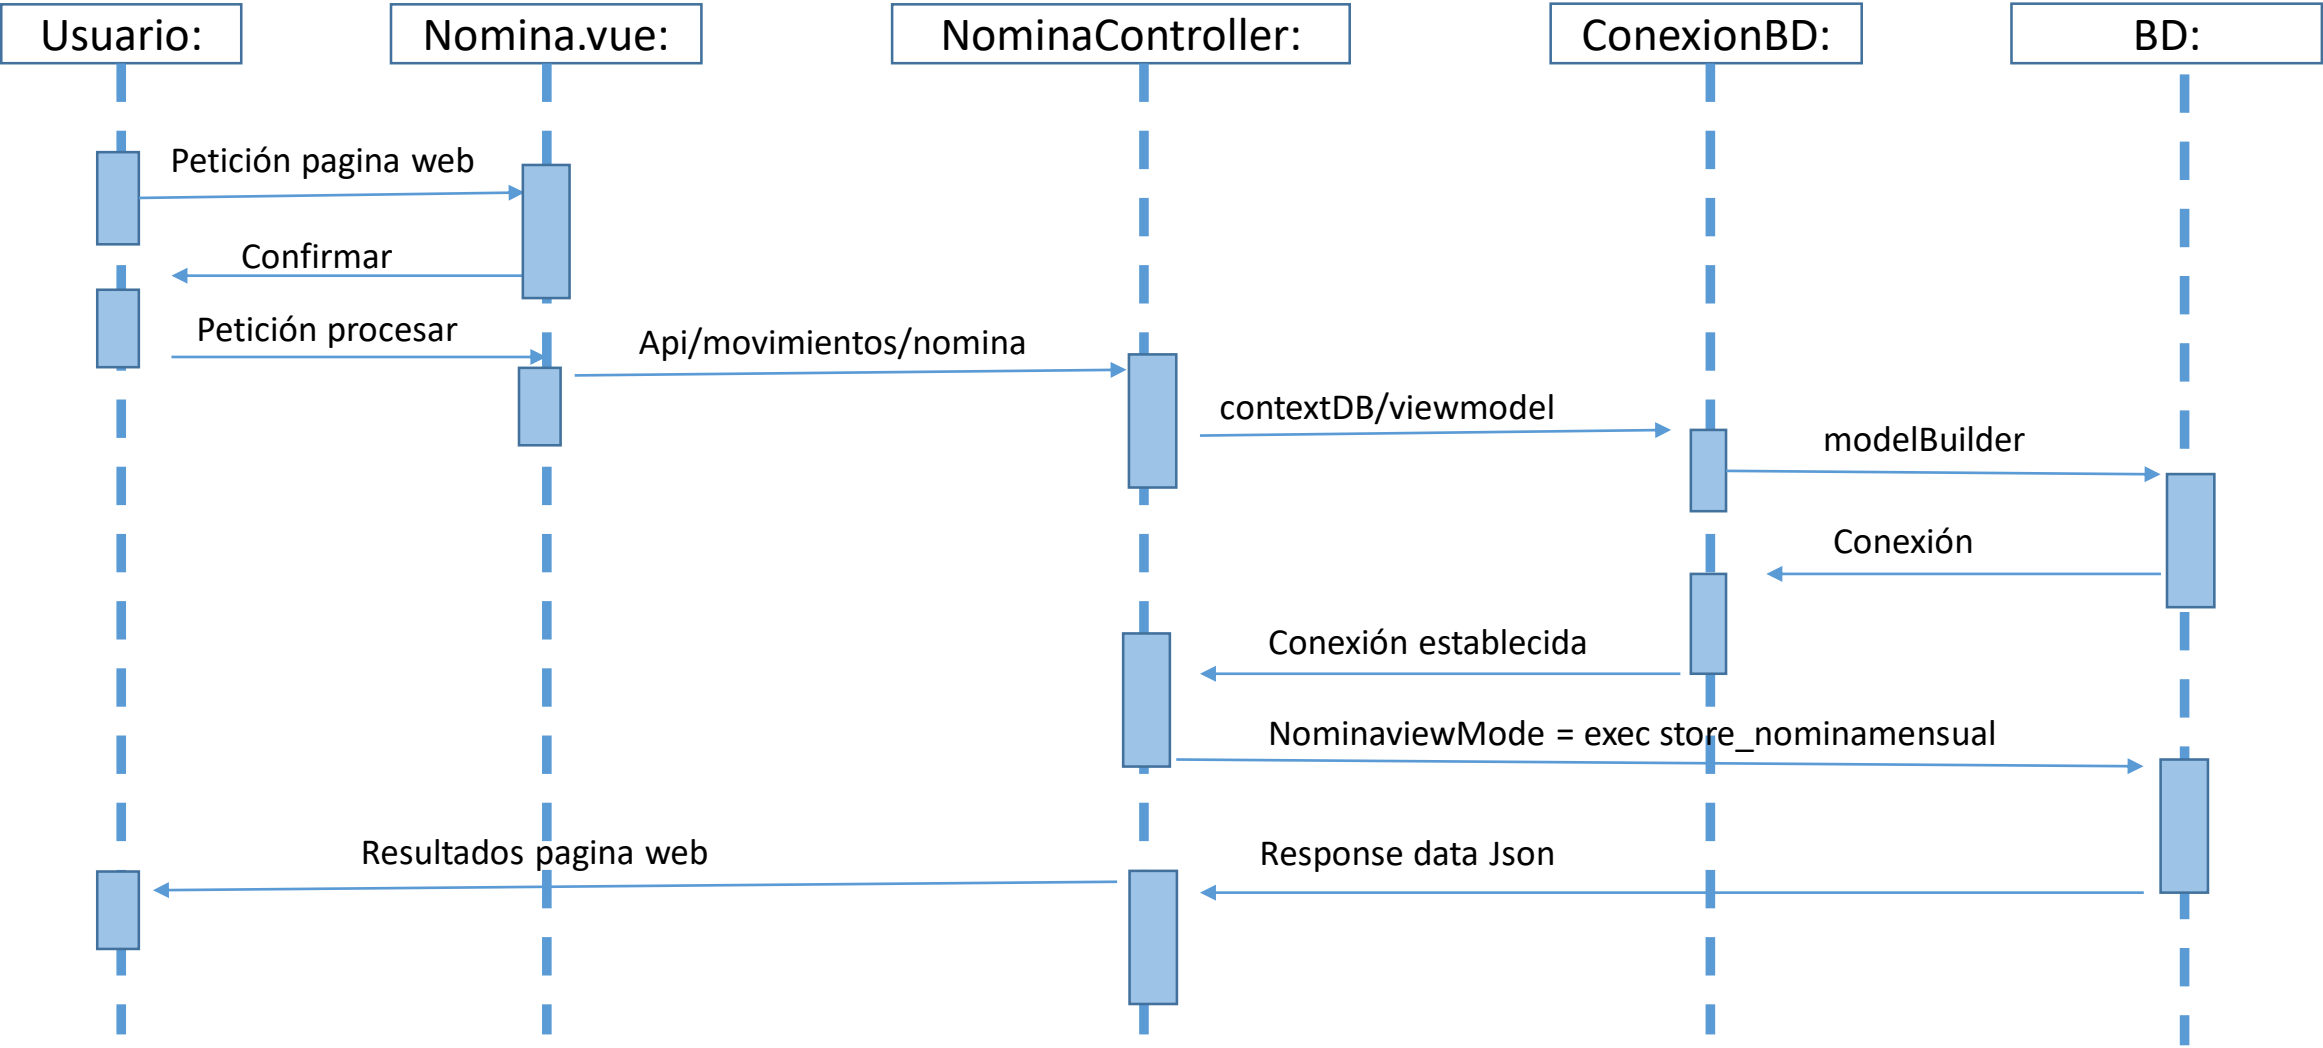 Usuario:
Nomina.vue:
NominaController:
ConexionBD:
BD:
Petición pagina web
Confirmar
Petición procesar
Api/movimientos/nomina
contextDB/viewmodel
modelBuilder
Conexión
Conexión establecida
NominaviewMode = exec store_nominamensual
Resultados pagina web
Response data Json